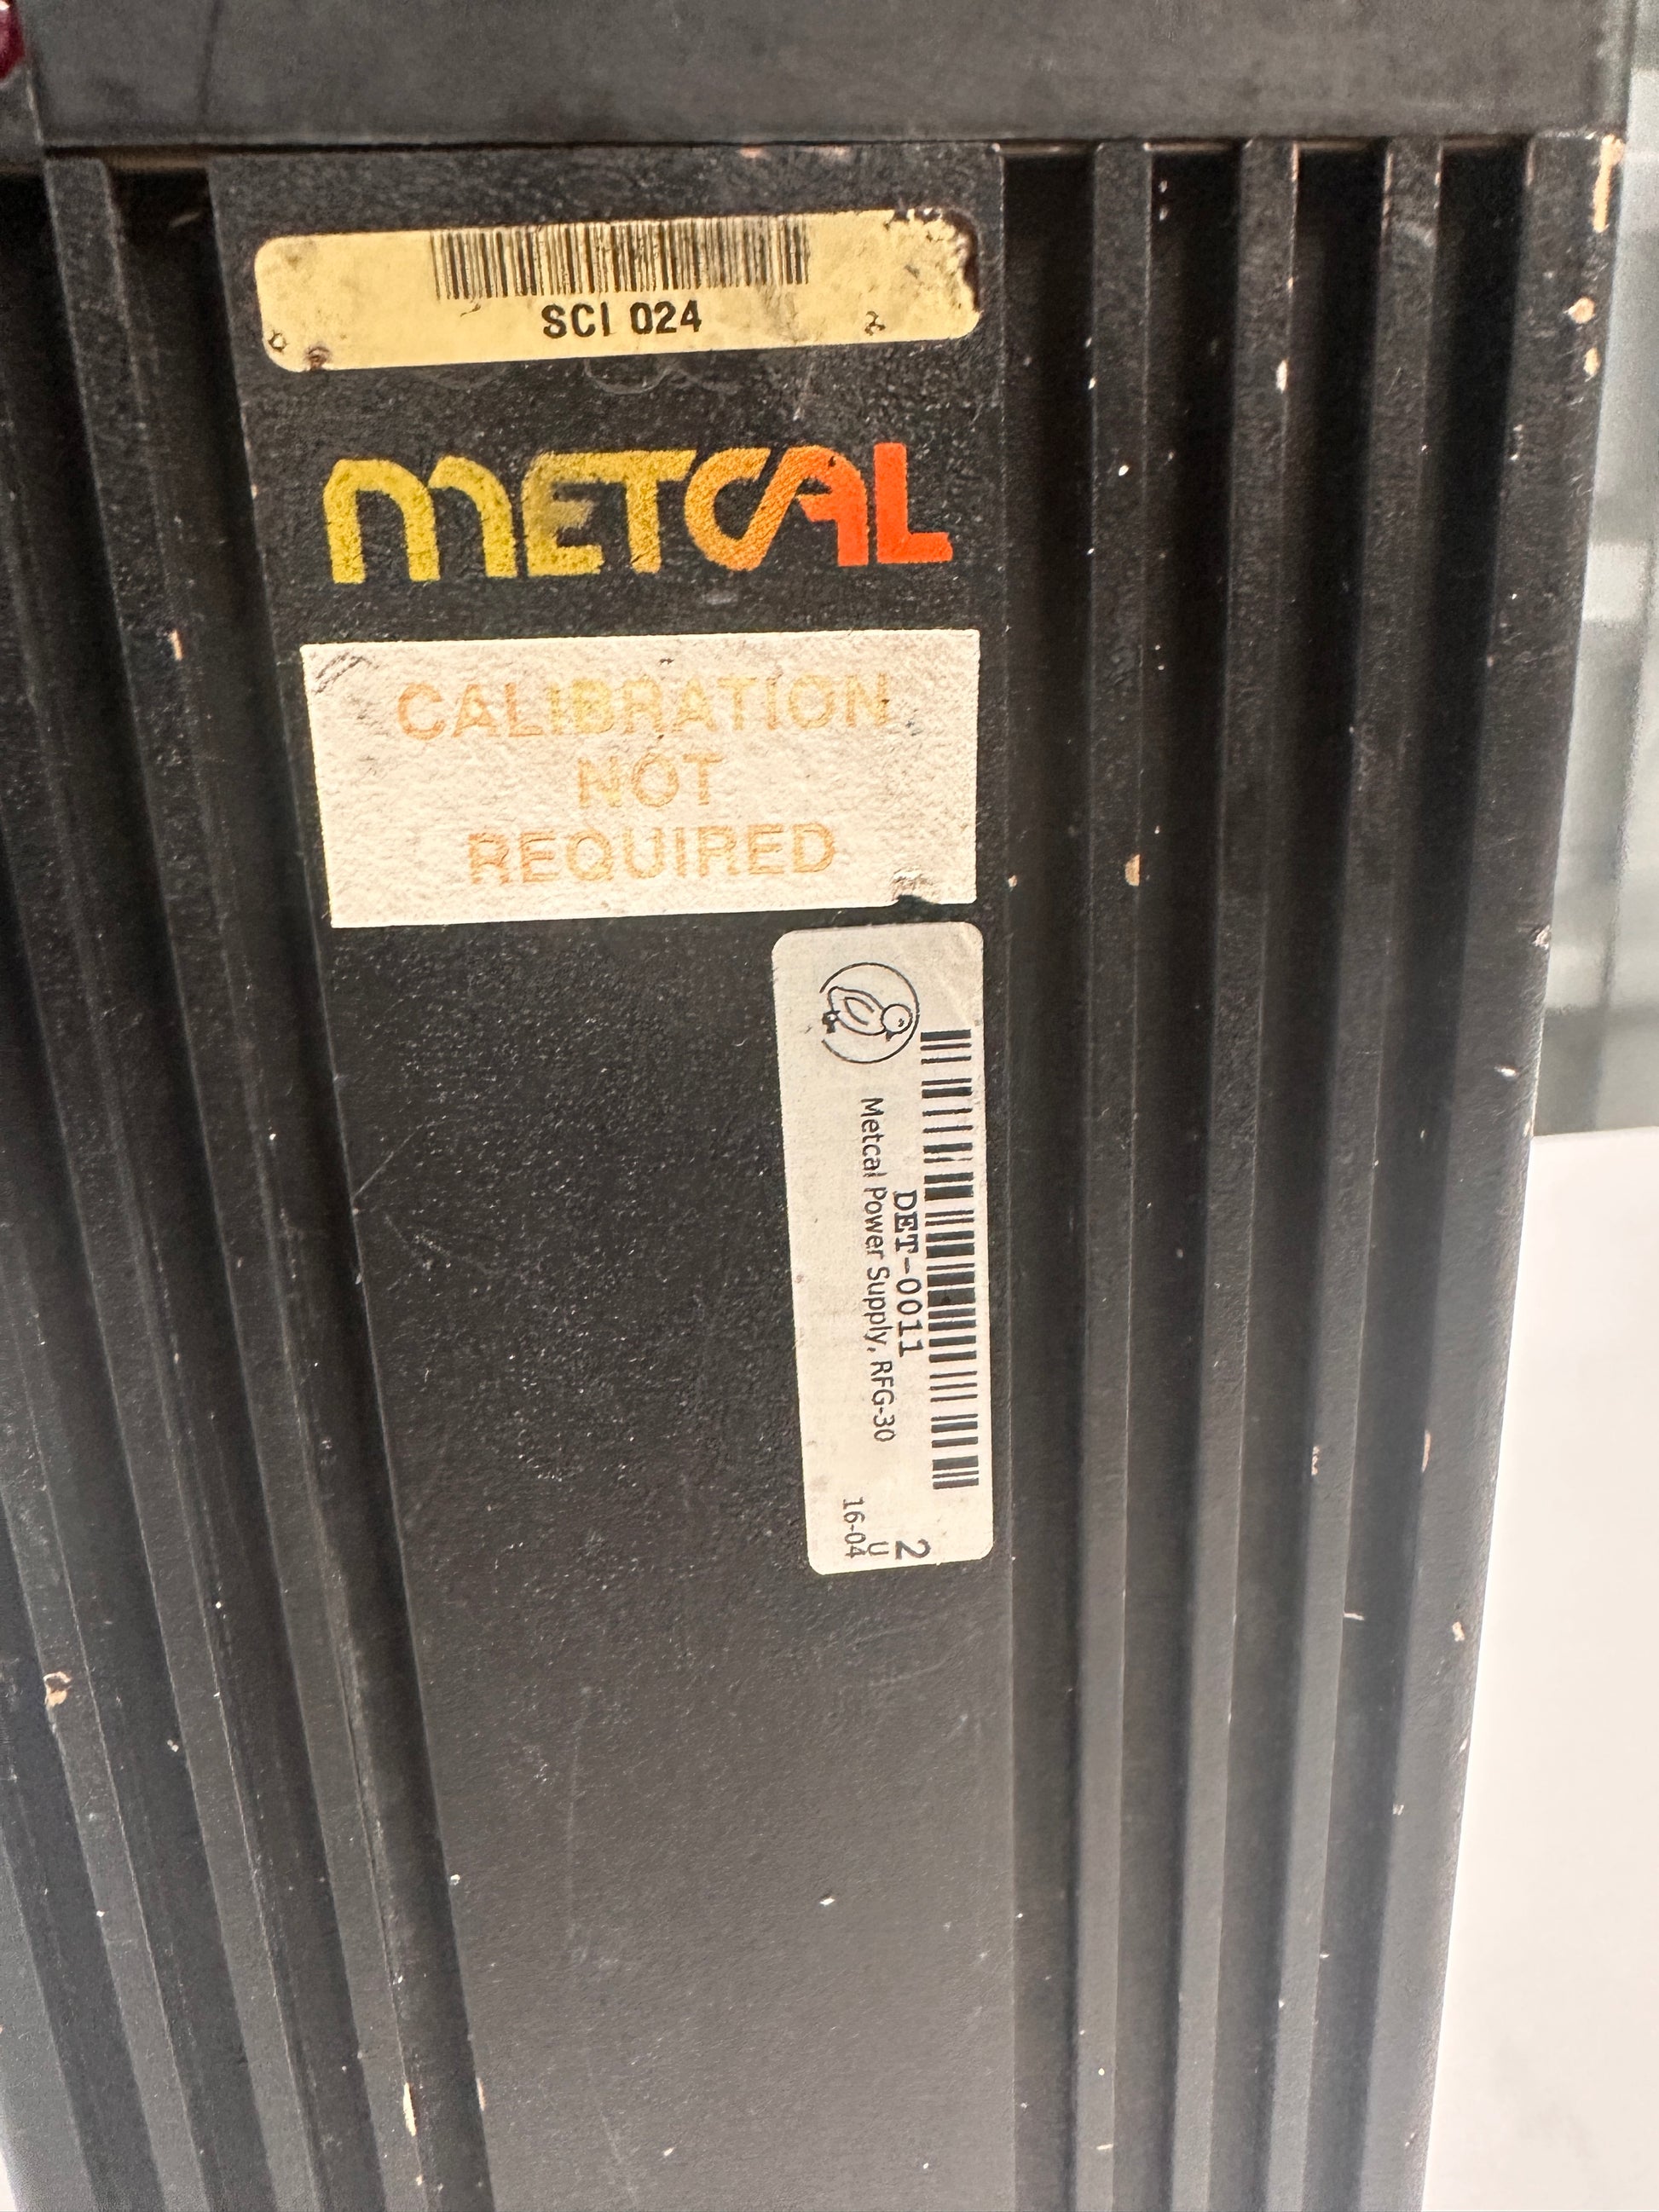 SCI 024
METCAL
CALIBRATION
NOT
REQUIRED
DET-0011
Metcal Power Supply, RFG-30
2
U
16-04